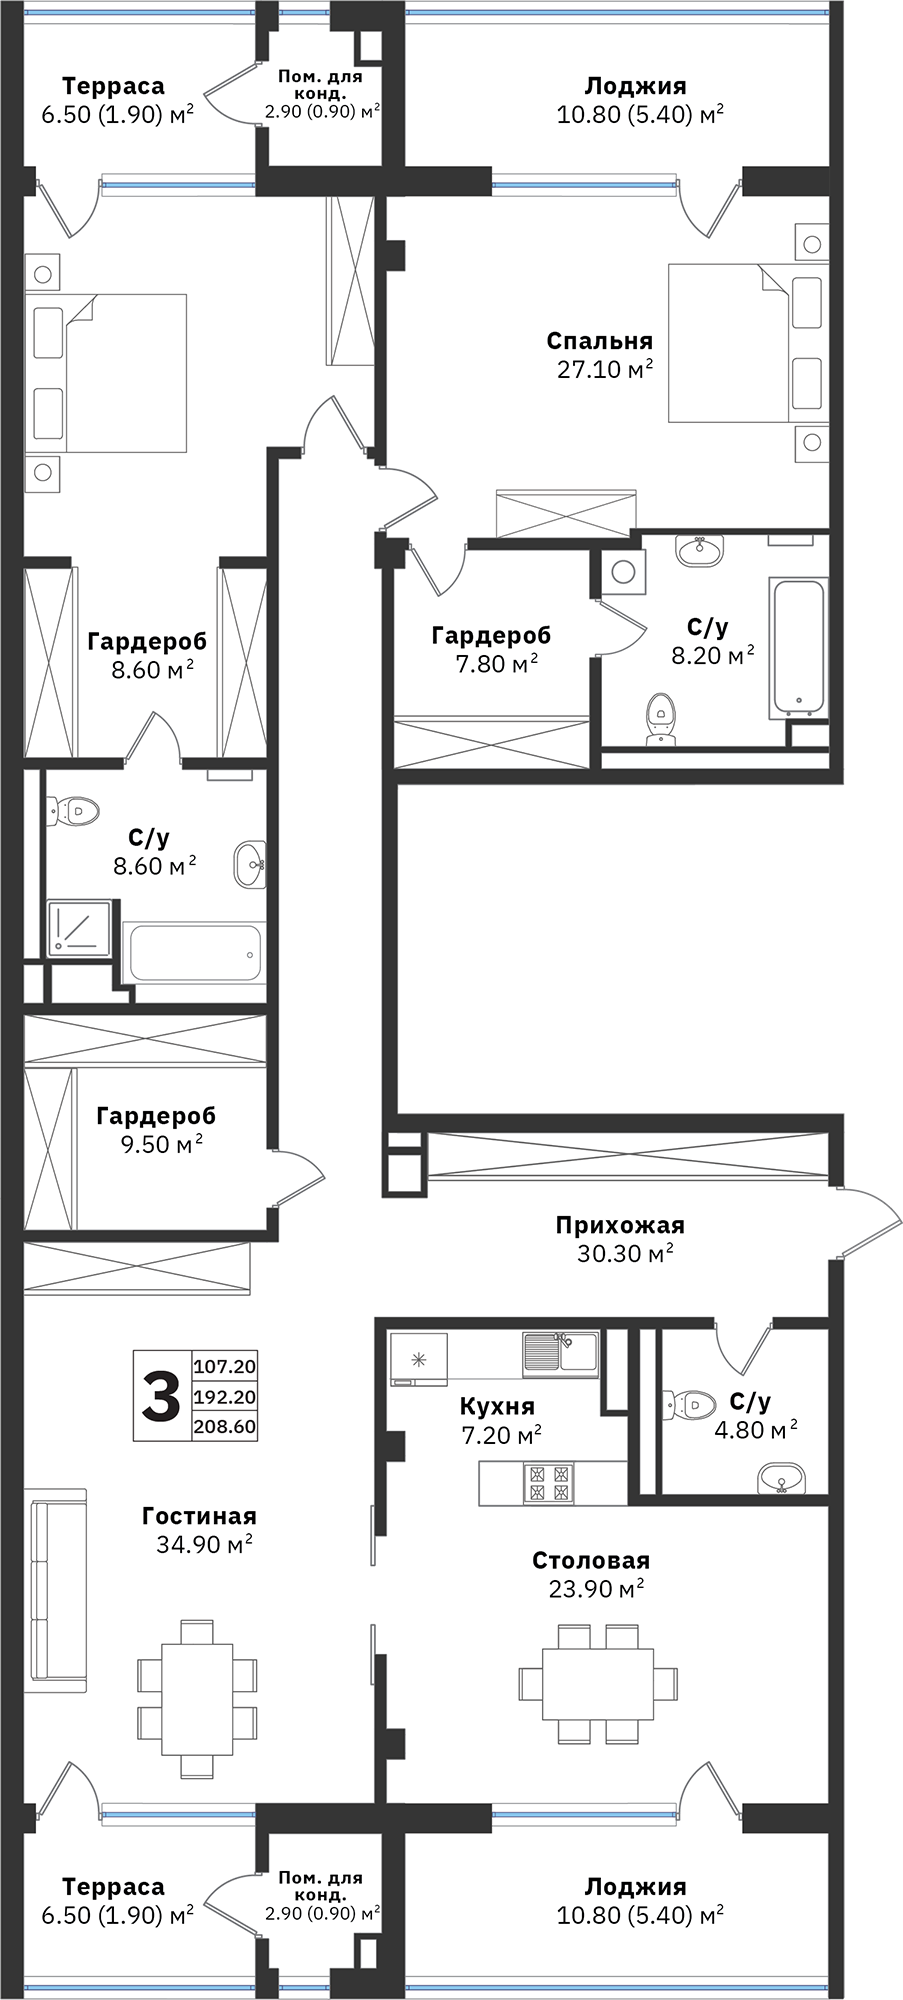 Терраса
6.50 (1.90) м²
Пом. для
конд.
2.90 (0.90) м²
Лоджия
10.80 (5.40) м²
Спальня
27.10 м²
Гардероб
8.60 м²
Гардероб
7.80 м²
С/у
8.20 м²
С/у
8.60 м²
Гардероб
9.50 м²
Прихожая
30.30 м²
3
107.20
192.20
208.60
Кухня
7.20 м²
С/у
4.80 м²
Гостиная
34.90 м²
Столовая
23.90 м²
Терраса
6.50 (1.90) м²
Пом. для
конд.
2.90 (0.90) м²
Лоджия
10.80 (5.40) м²